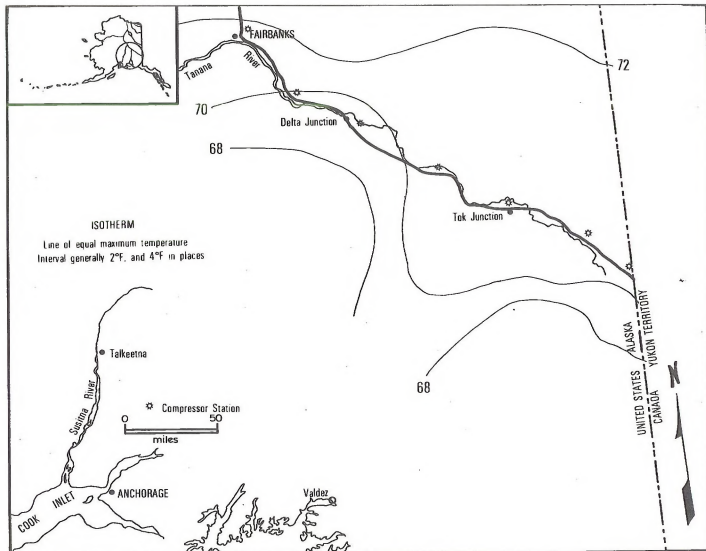 FAIRBANKS
Tanana River
72
70
Delta Junction
68
Tok Junction
ISOTHERM
Line of equal maximum temperature
Interval generally 2°F, and 4°F in places
Talkeetna
68
ALASKA
YUKON TERRITORY
UNITED STATES
CANADA
N
Susitna River
Compressor Station
0 50
miles
ANCHORAGE
Valdez
COOK INLET